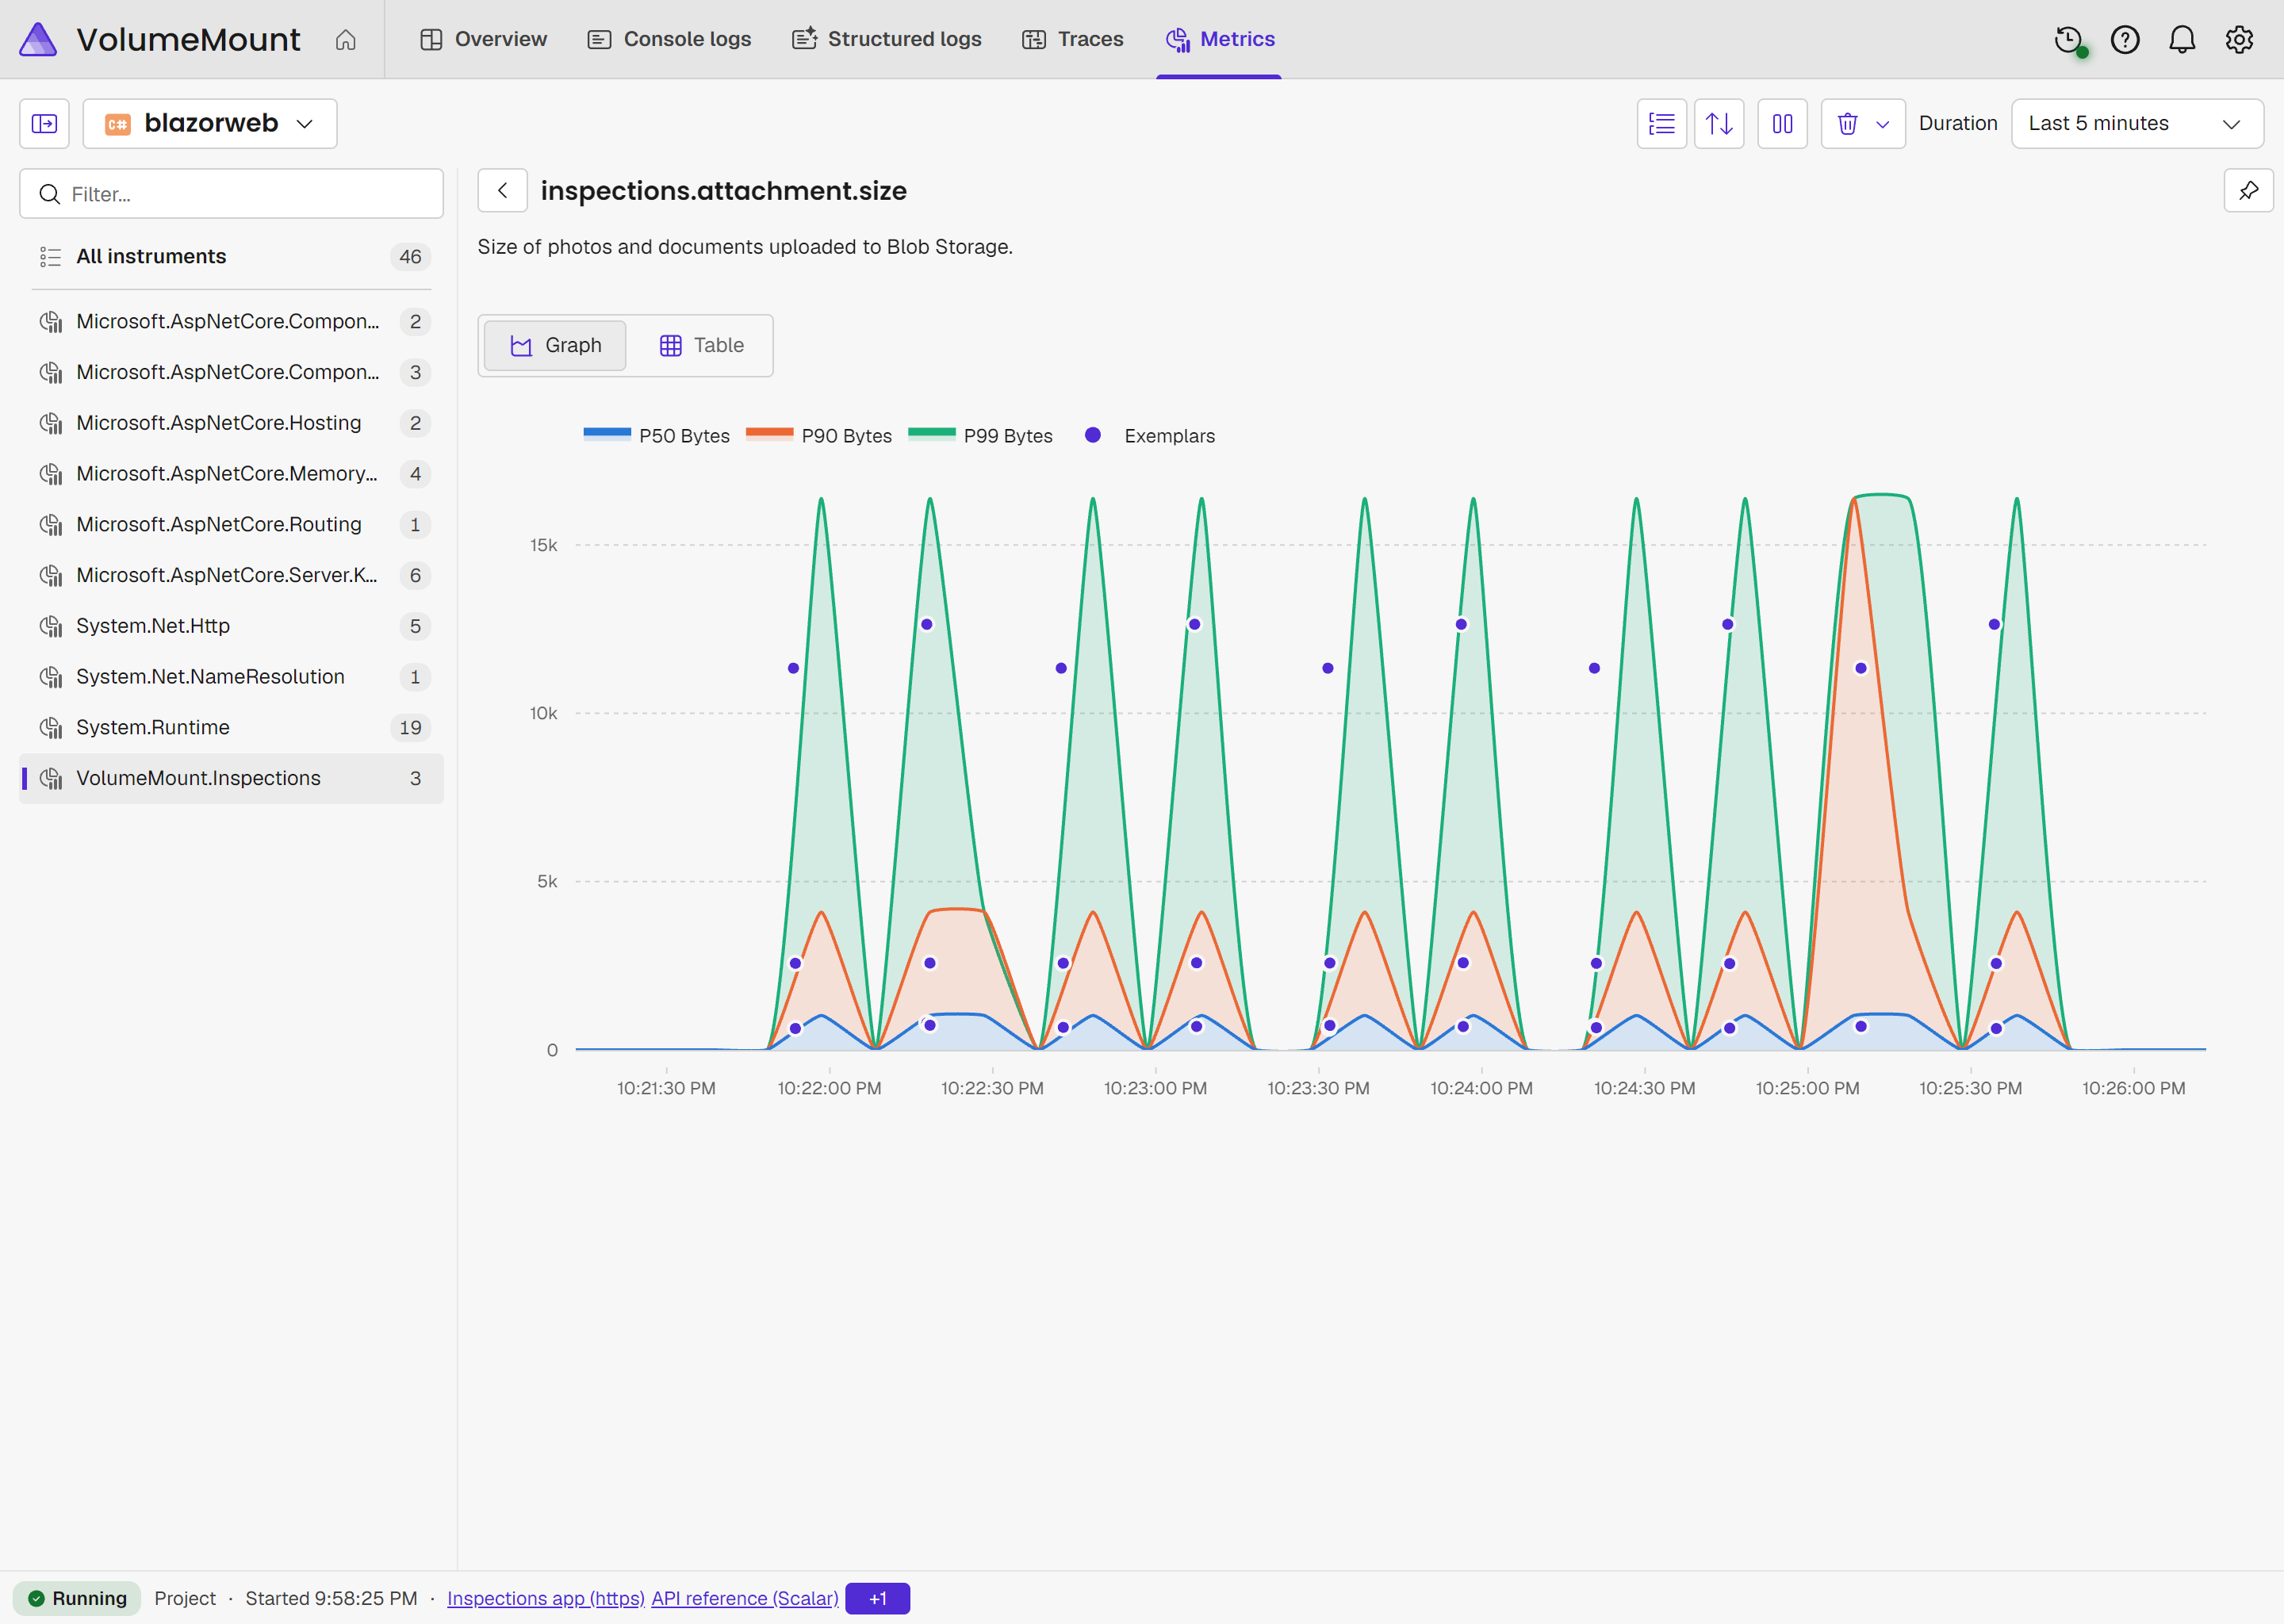 VolumeMount
Overview
Console logs
Structured logs
Traces
Metrics
C# blazorweb
Duration
Last 5 minutes
Filter...
All instruments 46
Microsoft.AspNetCore.Compon... 2
Microsoft.AspNetCore.Compon... 3
Microsoft.AspNetCore.Hosting 2
Microsoft.AspNetCore.Memory... 4
Microsoft.AspNetCore.Routing 1
Microsoft.AspNetCore.Server.K... 6
System.Net.Http 5
System.Net.NameResolution 1
System.Runtime 19
VolumeMount.Inspections 3
inspections.attachment.size
Size of photos and documents uploaded to Blob Storage.
Graph
Table
P50 Bytes
P90 Bytes
P99 Bytes
Exemplars
15k
10k
5k
0
10:21:30 PM
10:22:00 PM
10:22:30 PM
10:23:00 PM
10:23:30 PM
10:24:00 PM
10:24:30 PM
10:25:00 PM
10:25:30 PM
10:26:00 PM
Running
Project · Started 9:58:25 PM · Inspections app (https) API reference (Scalar) +1